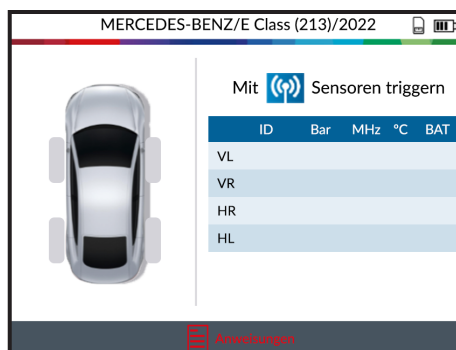 MERCEDES-BENZ/E Class (213)/2022
Mit Sensoren triggern
ID Bar MHz °C BAT
VL
VR
HR
HL
Anweisungen